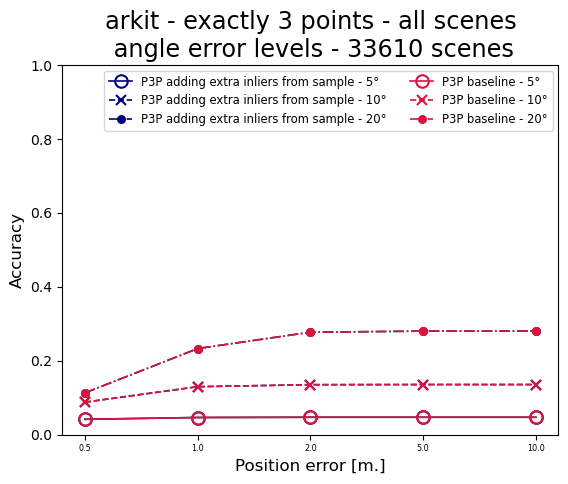 arkit - exactly 3 points - all scenes
angle error levels - 33610 scenes
P3P adding extra inliers from sample - 5°
P3P adding extra inliers from sample - 10°
P3P adding extra inliers from sample - 20°
P3P baseline - 5°
P3P baseline - 10°
P3P baseline - 20°
Accuracy
1.0
0.8
0.6
0.4
0.2
0.0
0.5 1.0 2.0 5.0 10.0
Position error [m.]